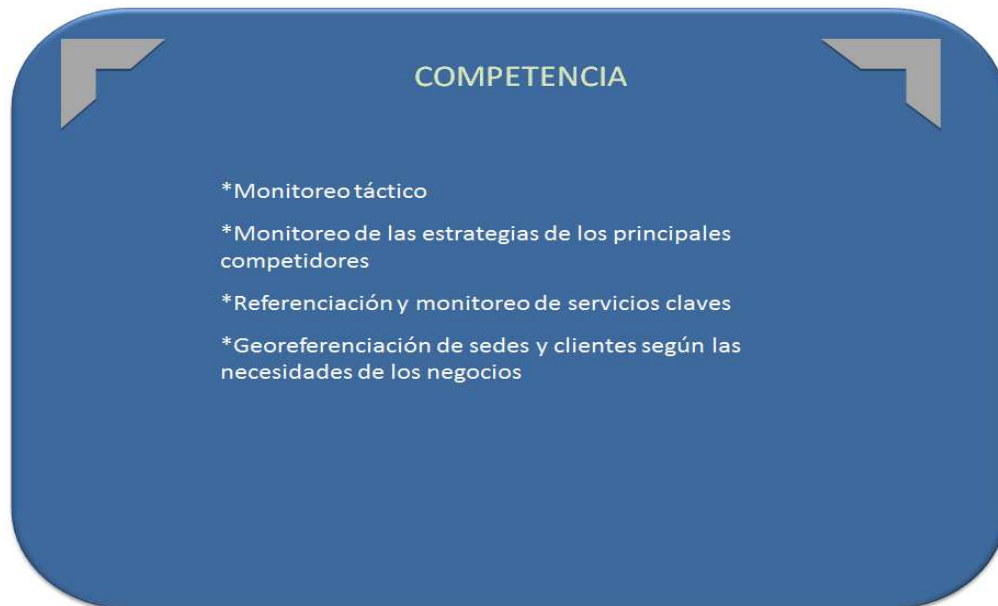 COMPETENCIA
*Monitoreo táctico
*Monitoreo de las estrategias de los principales
competidores
*Referenciación y monitoreo de servicios claves
*Georeferenciación de sedes y clientes según las
necesidades de los negocios